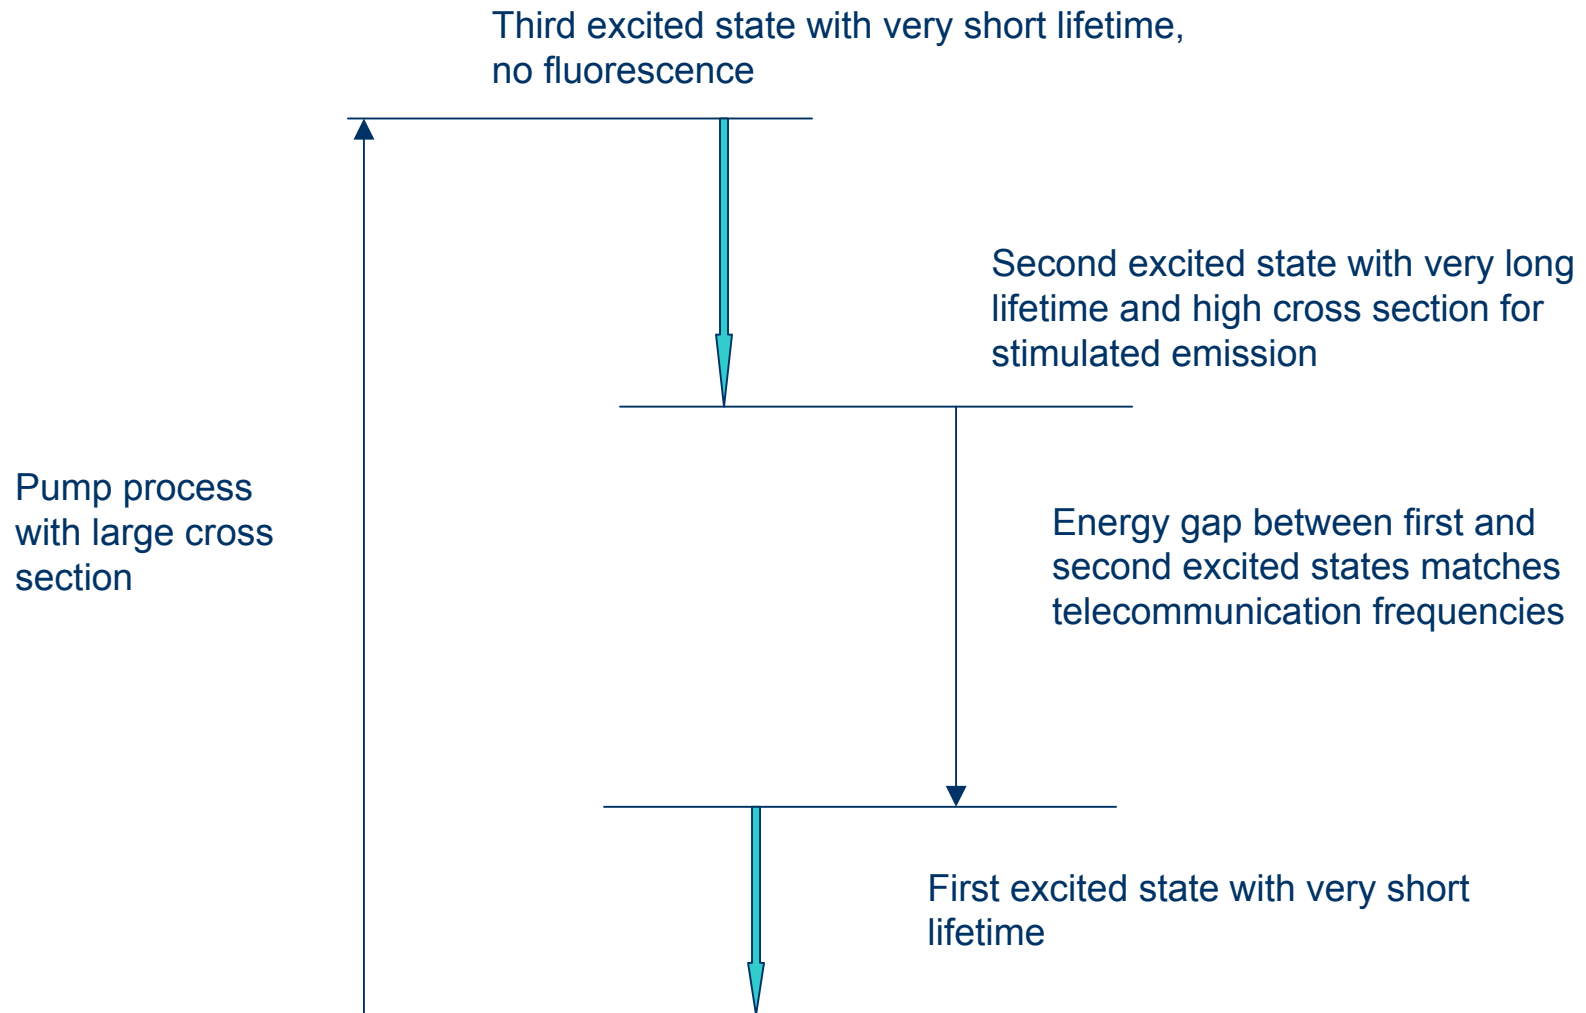 Third excited state with very short lifetime,
no fluorescence
Second excited state with very long
lifetime and high cross section for
stimulated emission
Pump process
with large cross
section
Energy gap between first and
second excited states matches
telecommunication frequencies
First excited state with very short
lifetime